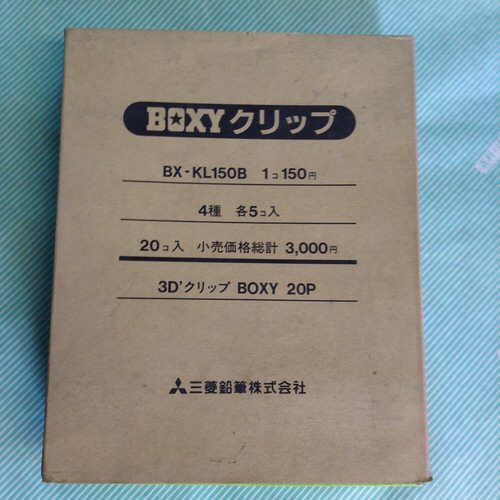 BOXYクリップ
BX-KL150B 1コ150円
4種 各5コ入
20コ入 小売価格総計 3,000円
3D'クリップ BOXY 20P
三菱鉛筆株式会社